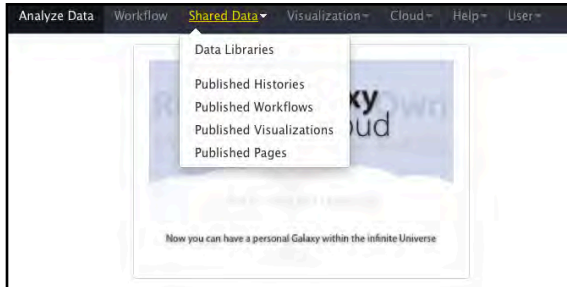 Analyze Data Workflow Shared Data Visualization Cloud Help User
Data Libraries
Published Histories
Published Workflows
Published Visualizations
Published Pages
Own
Now you can have a personal Galaxy within the infinite Universe